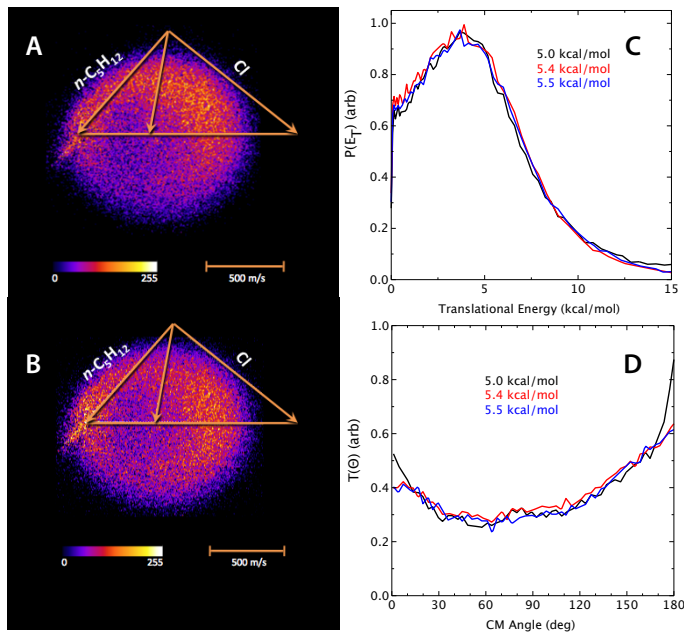 A
n-C5H12
Cl
0 255
500 m/s
B
n-C5H12
Cl
0 255
500 m/s
C
5.0 kcal/mol
5.4 kcal/mol
5.5 kcal/mol
P(ET) (arb)
1.0
0.8
0.6
0.4
0.2
0.0
0 5 10 15
Translational Energy (kcal/mol)
D
5.0 kcal/mol
5.4 kcal/mol
5.5 kcal/mol
T(Θ) (arb)
1.0
0.8
0.6
0.4
0.2
0.0
0 30 60 90 120 150 180
CM Angle (deg)